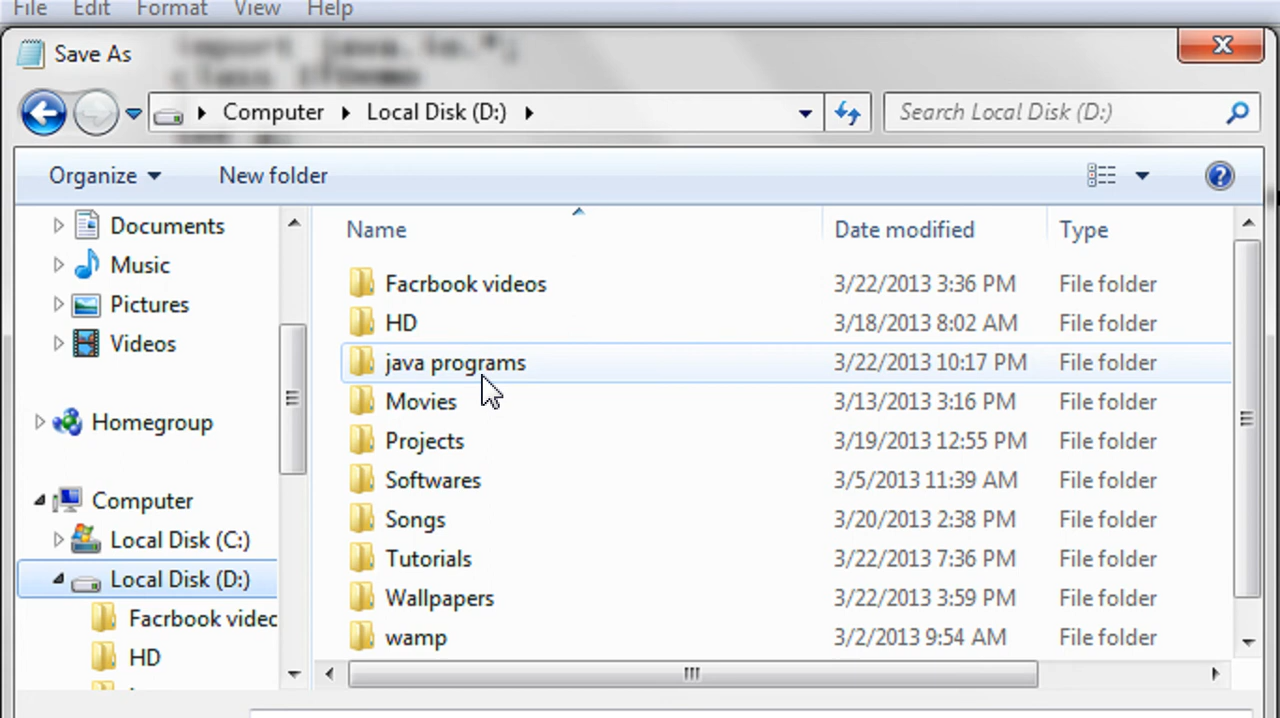 File Edit Format View Help
import java.io.*;
Save As
class IfDemo
Computer Local Disk (D:) Search Local Disk (D:)
Organize New folder
Documents
Music
Pictures
Videos
Homegroup
Computer
Local Disk (C:)
Local Disk (D:)
Facrbook videc
HD
Name Date modified Type
Facrbook videos 3/22/2013 3:36 PM File folder
HD 3/18/2013 8:02 AM File folder
java programs 3/22/2013 10:17 PM File folder
Movies 3/13/2013 3:16 PM File folder
Projects 3/19/2013 12:55 PM File folder
Softwares 3/5/2013 11:39 AM File folder
Songs 3/20/2013 2:38 PM File folder
Tutorials 3/22/2013 7:36 PM File folder
Wallpapers 3/22/2013 3:59 PM File folder
wamp 3/2/2013 9:54 AM File folder